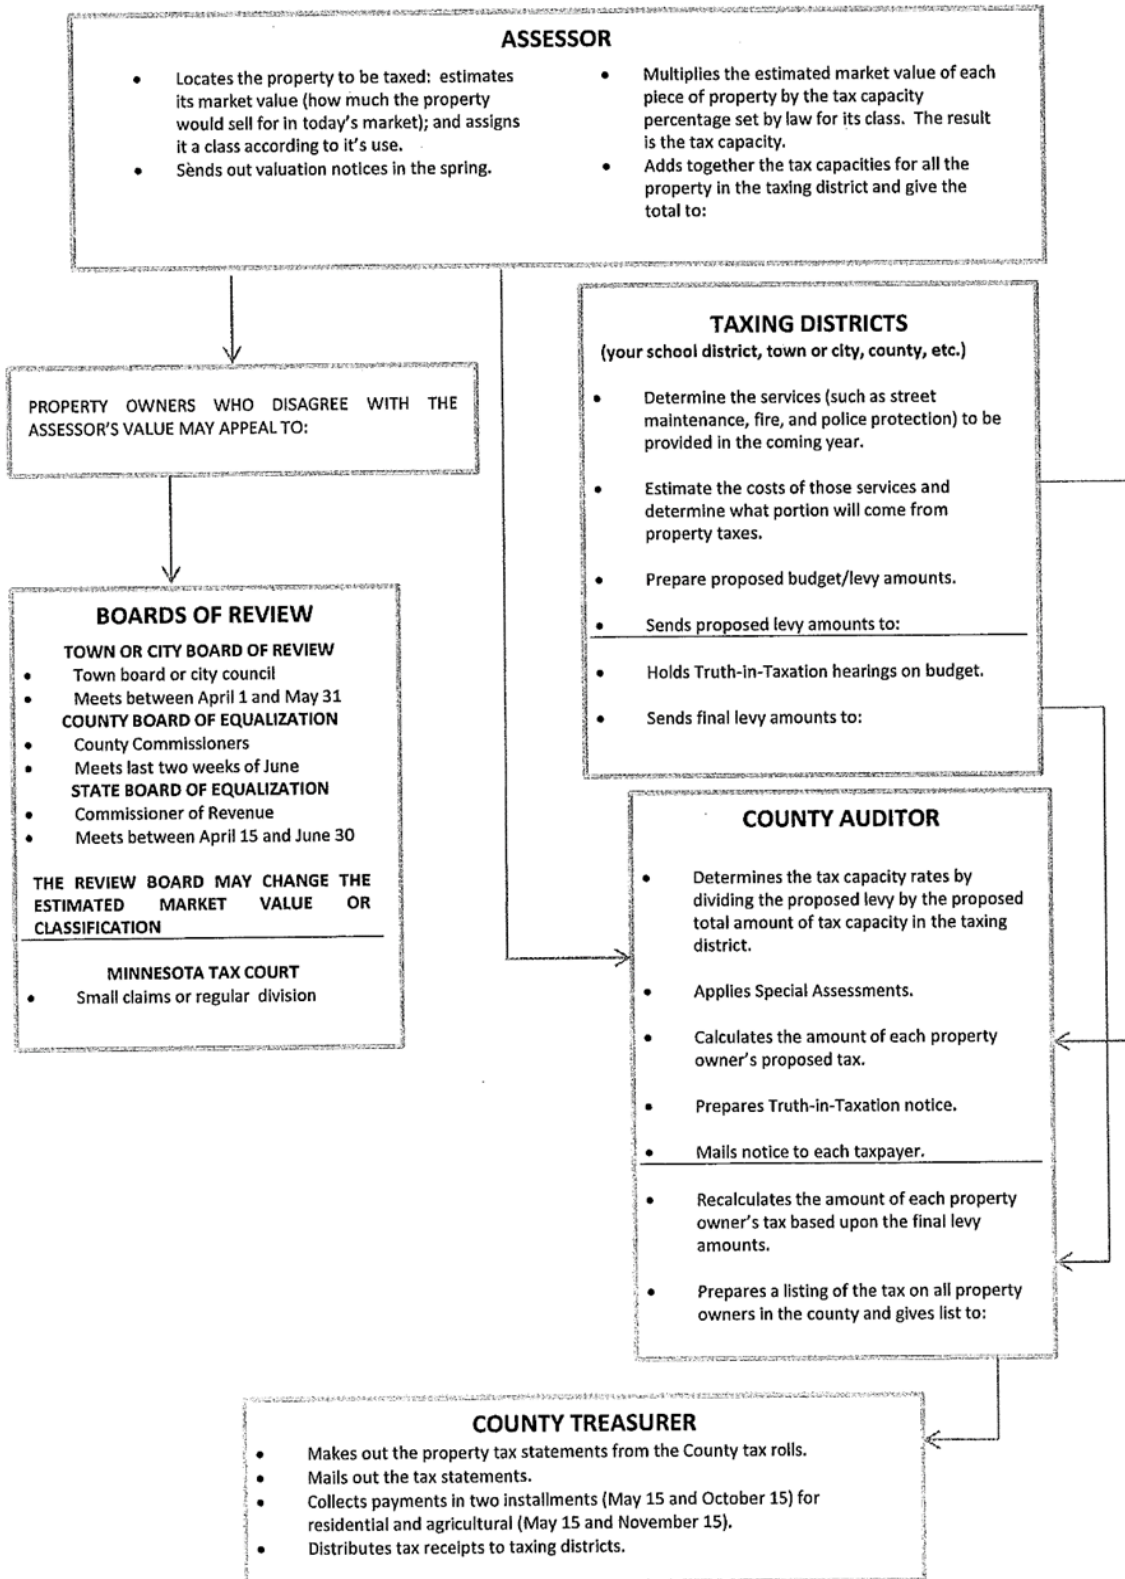 ASSESSOR
• Locates the property to be taxed: estimates
its market value (how much the property
would sell for in today's market); and assigns
it a class according to it's use.
• Sends out valuation notices in the spring.
• Multiplies the estimated market value of each
piece of property by the tax capacity
percentage set by law for its class. The result
is the tax capacity.
• Adds together the tax capacities for all the
property in the taxing district and give the
total to:
PROPERTY OWNERS WHO DISAGREE WITH THE
ASSESSOR'S VALUE MAY APPEAL TO:
BOARDS OF REVIEW
TOWN OR CITY BOARD OF REVIEW
• Town board or city council
• Meets between April 1 and May 31
COUNTY BOARD OF EQUALIZATION
• County Commissioners
• Meets last two weeks of June
STATE BOARD OF EQUALIZATION
• Commissioner of Revenue
• Meets between April 15 and June 30
THE REVIEW BOARD MAY CHANGE THE
ESTIMATED MARKET VALUE OR
CLASSIFICATION
MINNESOTA TAX COURT
• Small claims or regular division
TAXING DISTRICTS
(your school district, town or city, county, etc.)
• Determine the services (such as street
maintenance, fire, and police protection) to be
provided in the coming year.
• Estimate the costs of those services and
determine what portion will come from
property taxes.
• Prepare proposed budget/levy amounts.
• Sends proposed levy amounts to:
• Holds Truth-in-Taxation hearings on budget.
• Sends final levy amounts to:
COUNTY AUDITOR
• Determines the tax capacity rates by
dividing the proposed levy by the proposed
total amount of tax capacity in the taxing
district.
• Applies Special Assessments.
• Calculates the amount of each property
owner's proposed tax.
• Prepares Truth-in-Taxation notice.
• Mails notice to each taxpayer.
• Recalculates the amount of each property
owner's tax based upon the final levy
amounts.
• Prepares a listing of the tax on all property
owners in the county and gives list to:
COUNTY TREASURER
• Makes out the property tax statements from the County tax rolls.
• Mails out the tax statements.
• Collects payments in two installments (May 15 and October 15) for
residential and agricultural (May 15 and November 15).
• Distributes tax receipts to taxing districts.